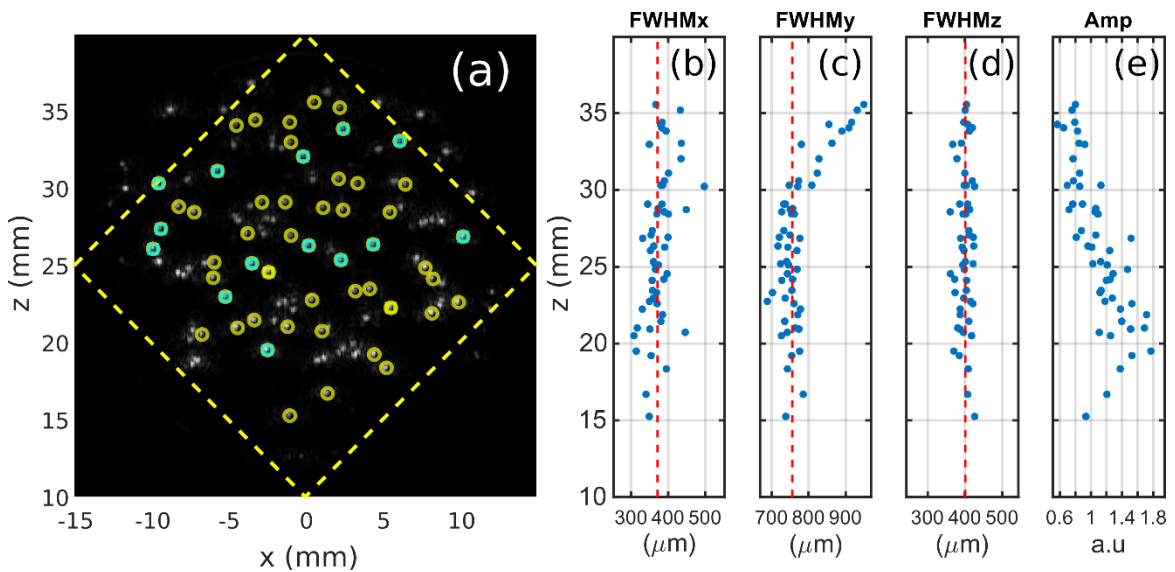 FWHMx FWHMy FWHMz Amp
(a) (b) (c) (d) (e)
35 35
30 30
z (mm) z (mm)
25 25
20 20
15 15
10 10
-15 -10 -5 0 5 10
300 400 500 700 800 900 300 400 500 0.6 1 1.4 1.8
x (mm) (μm) (μm) (μm) a.u